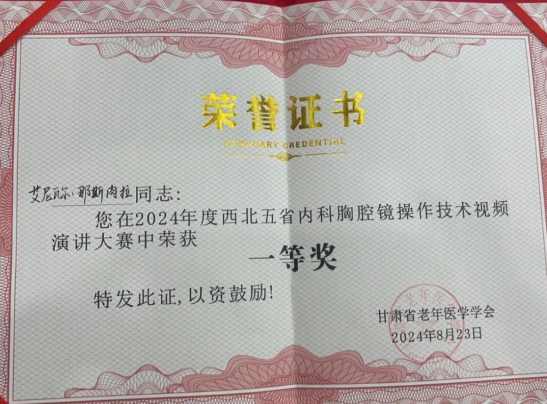 荣誉证书
HONORARY CREDENTIAL
艾尼瓦尔·那斯肉拉同志:
您在2024年度西北五省内科胸腔镜操作技术视频
演讲大赛中荣获
一等奖
特发此证,以资鼓励!
甘肃省老年医学学会
2024年8月23日